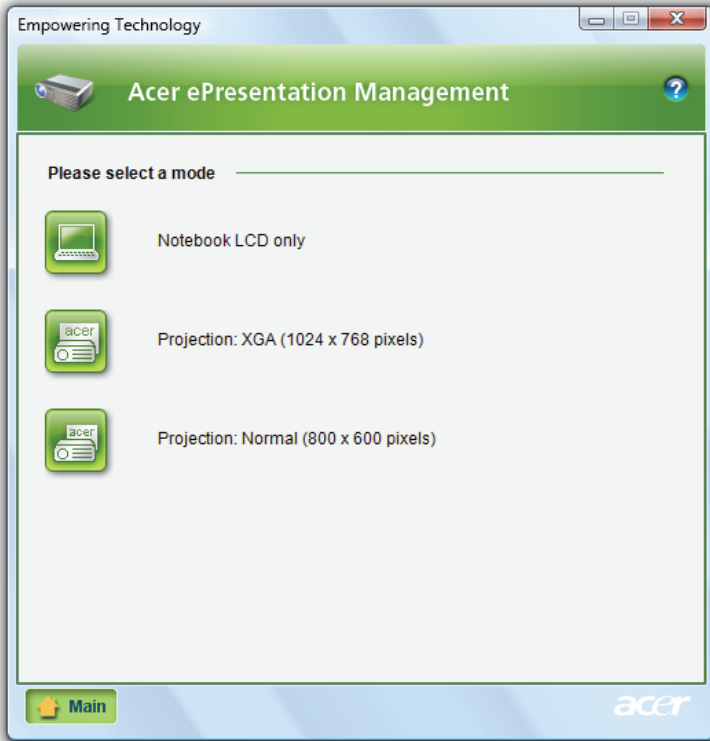 Empowering Technology
Acer ePresentation Management
?
Please select a mode
Notebook LCD only
acer
Projection: XGA (1024 x 768 pixels)
acer
Projection: Normal (800 x 600 pixels)
Main
acer